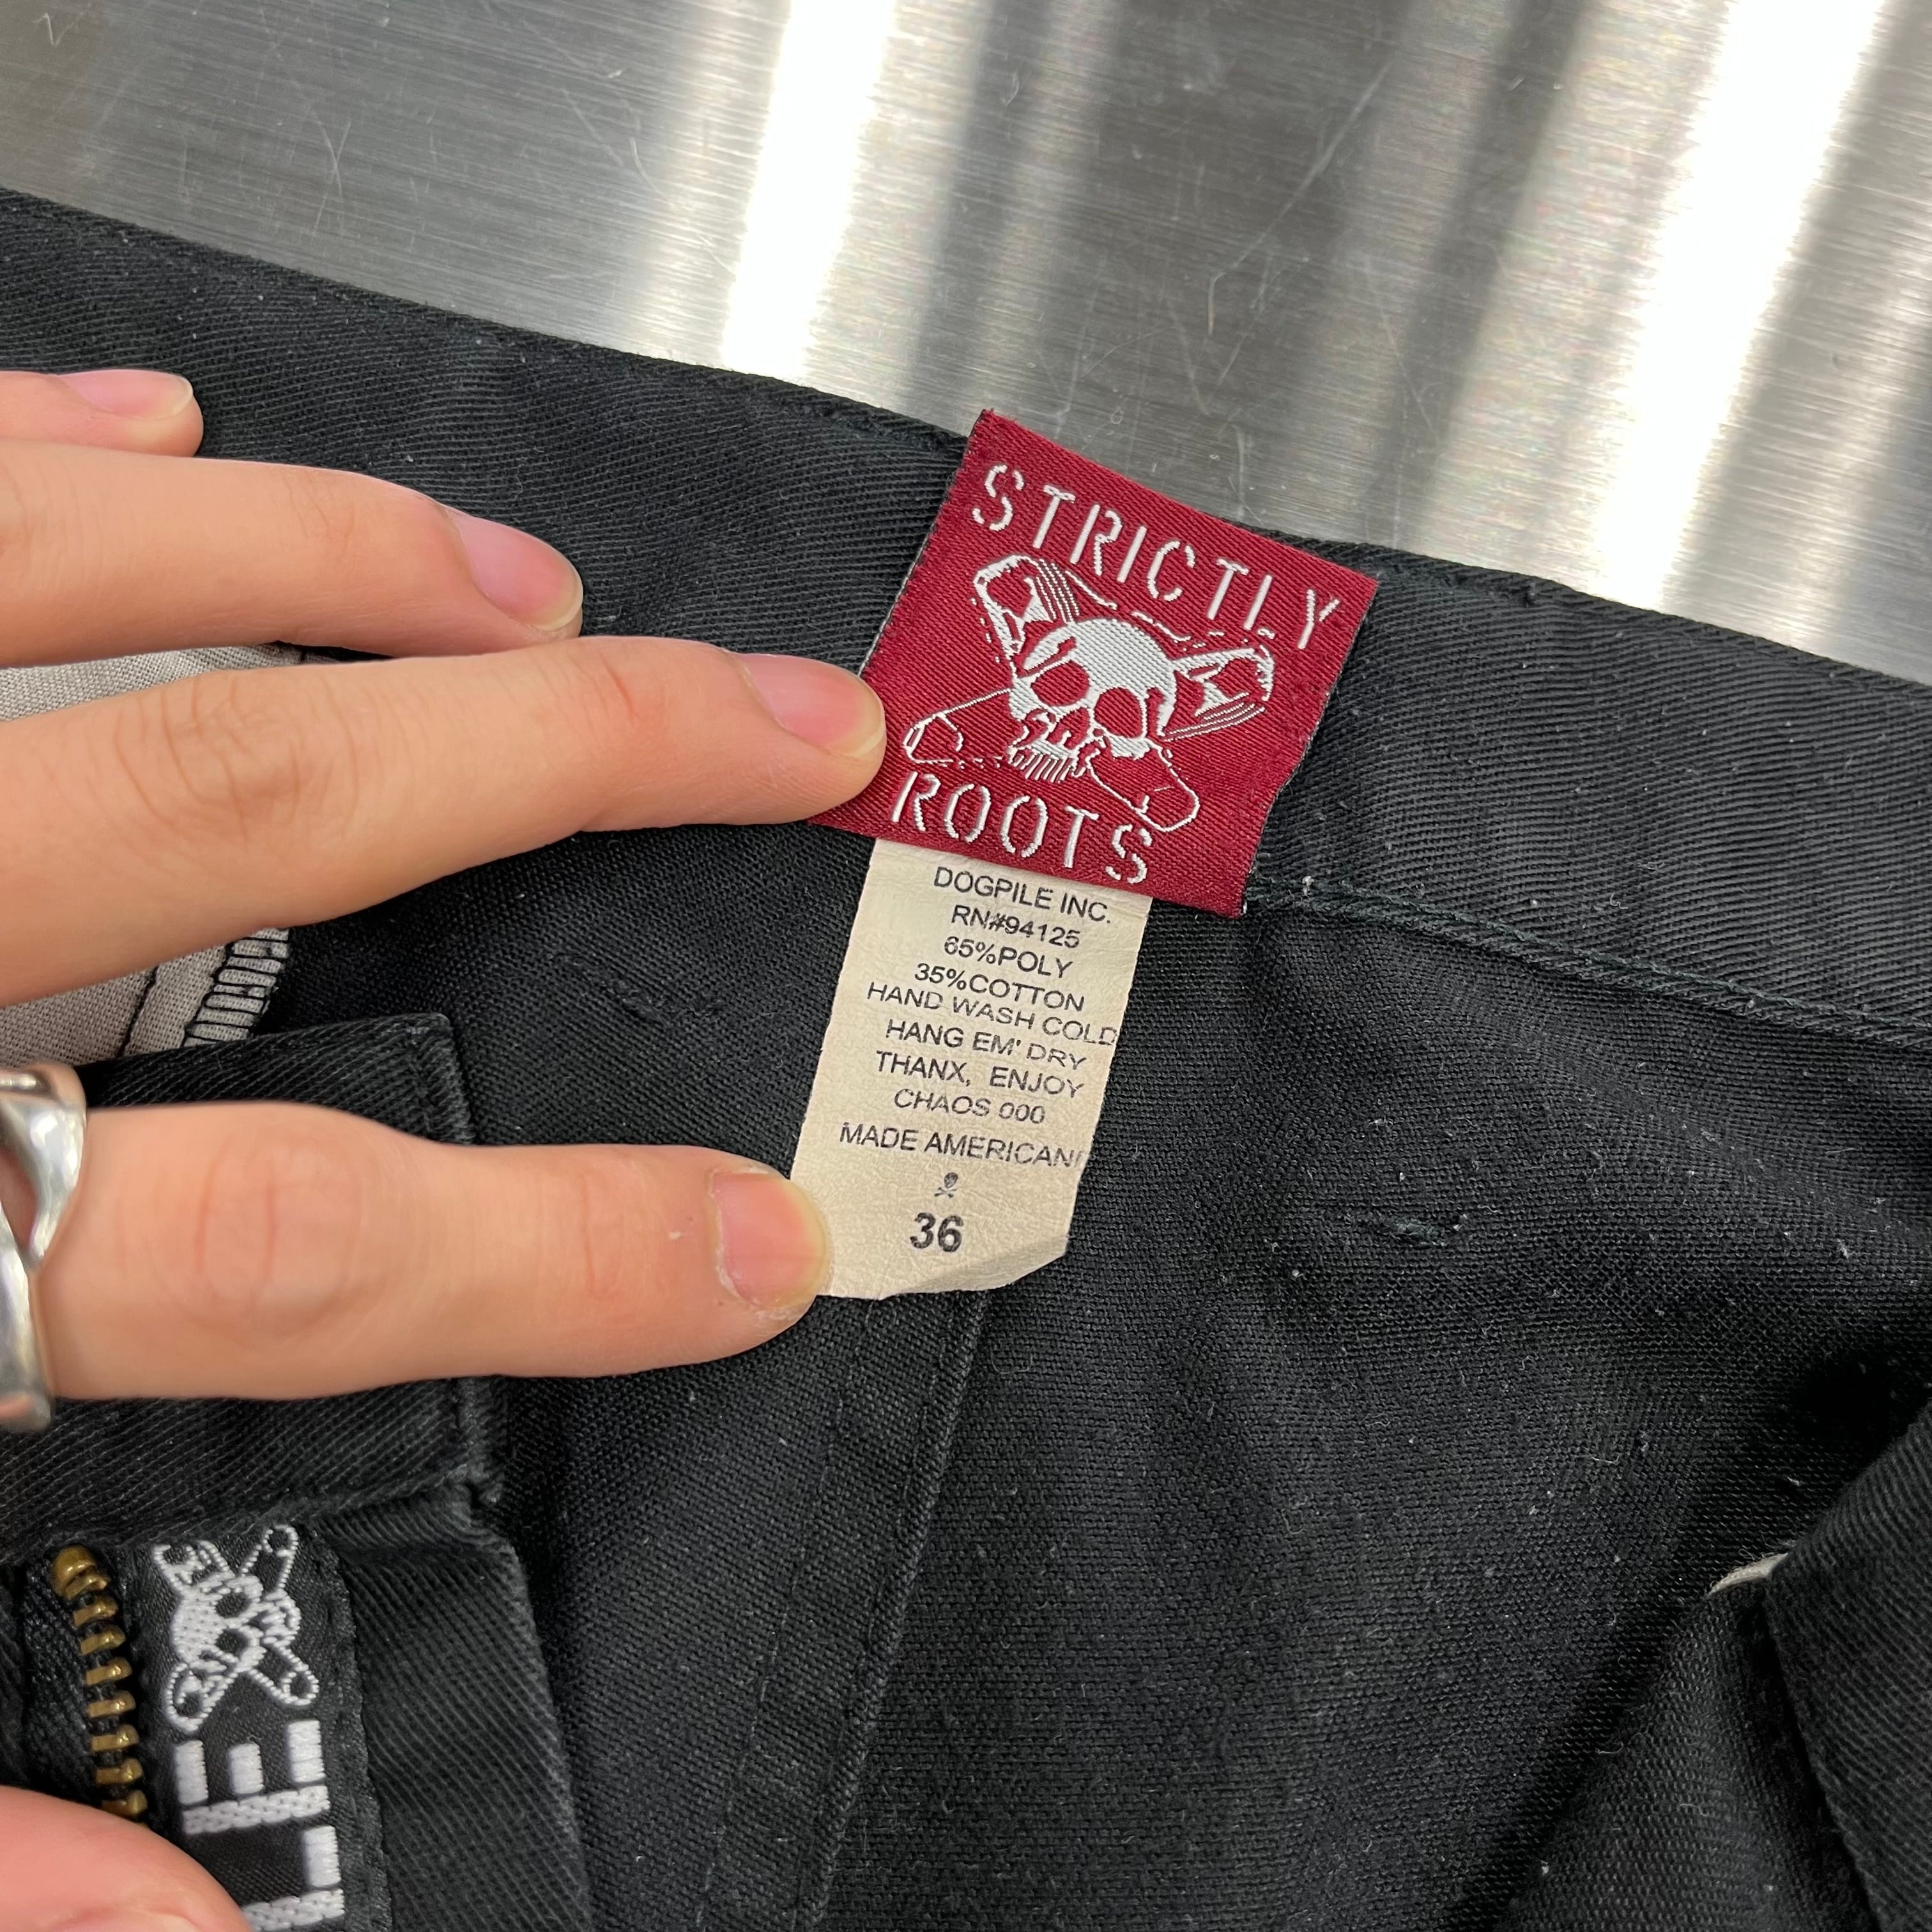 STRICTLY
ROOTS
DOGPILE INC.
RN#94125
65%POLY
35%COTTON
HAND WASH COLD
HANG EM' DRY
THANX, ENJOY
CHAOS 000
MADE AMERICAN
36
LE